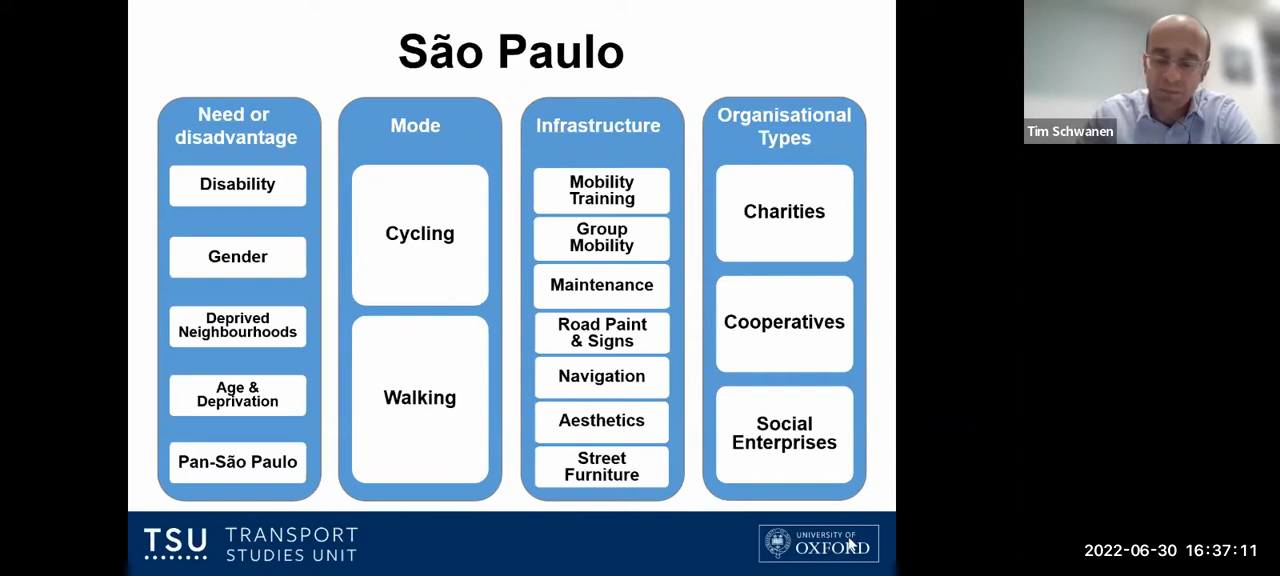 São Paulo
Need or
disadvantage
Disability
Gender
Deprived
Neighbourhoods
Age &
Deprivation
Pan-São Paulo
Mode
Cycling
Walking
Infrastructure
Mobility
Training
Group
Mobility
Maintenance
Road Paint
& Signs
Navigation
Aesthetics
Street
Furniture
Organisational
Types
Charities
Cooperatives
Social
Enterprises
TSU TRANSPORT
STUDIES UNIT
UNIVERSITY OF
OXFORD
Tim Schwanen
2022-06-30 16:37:11